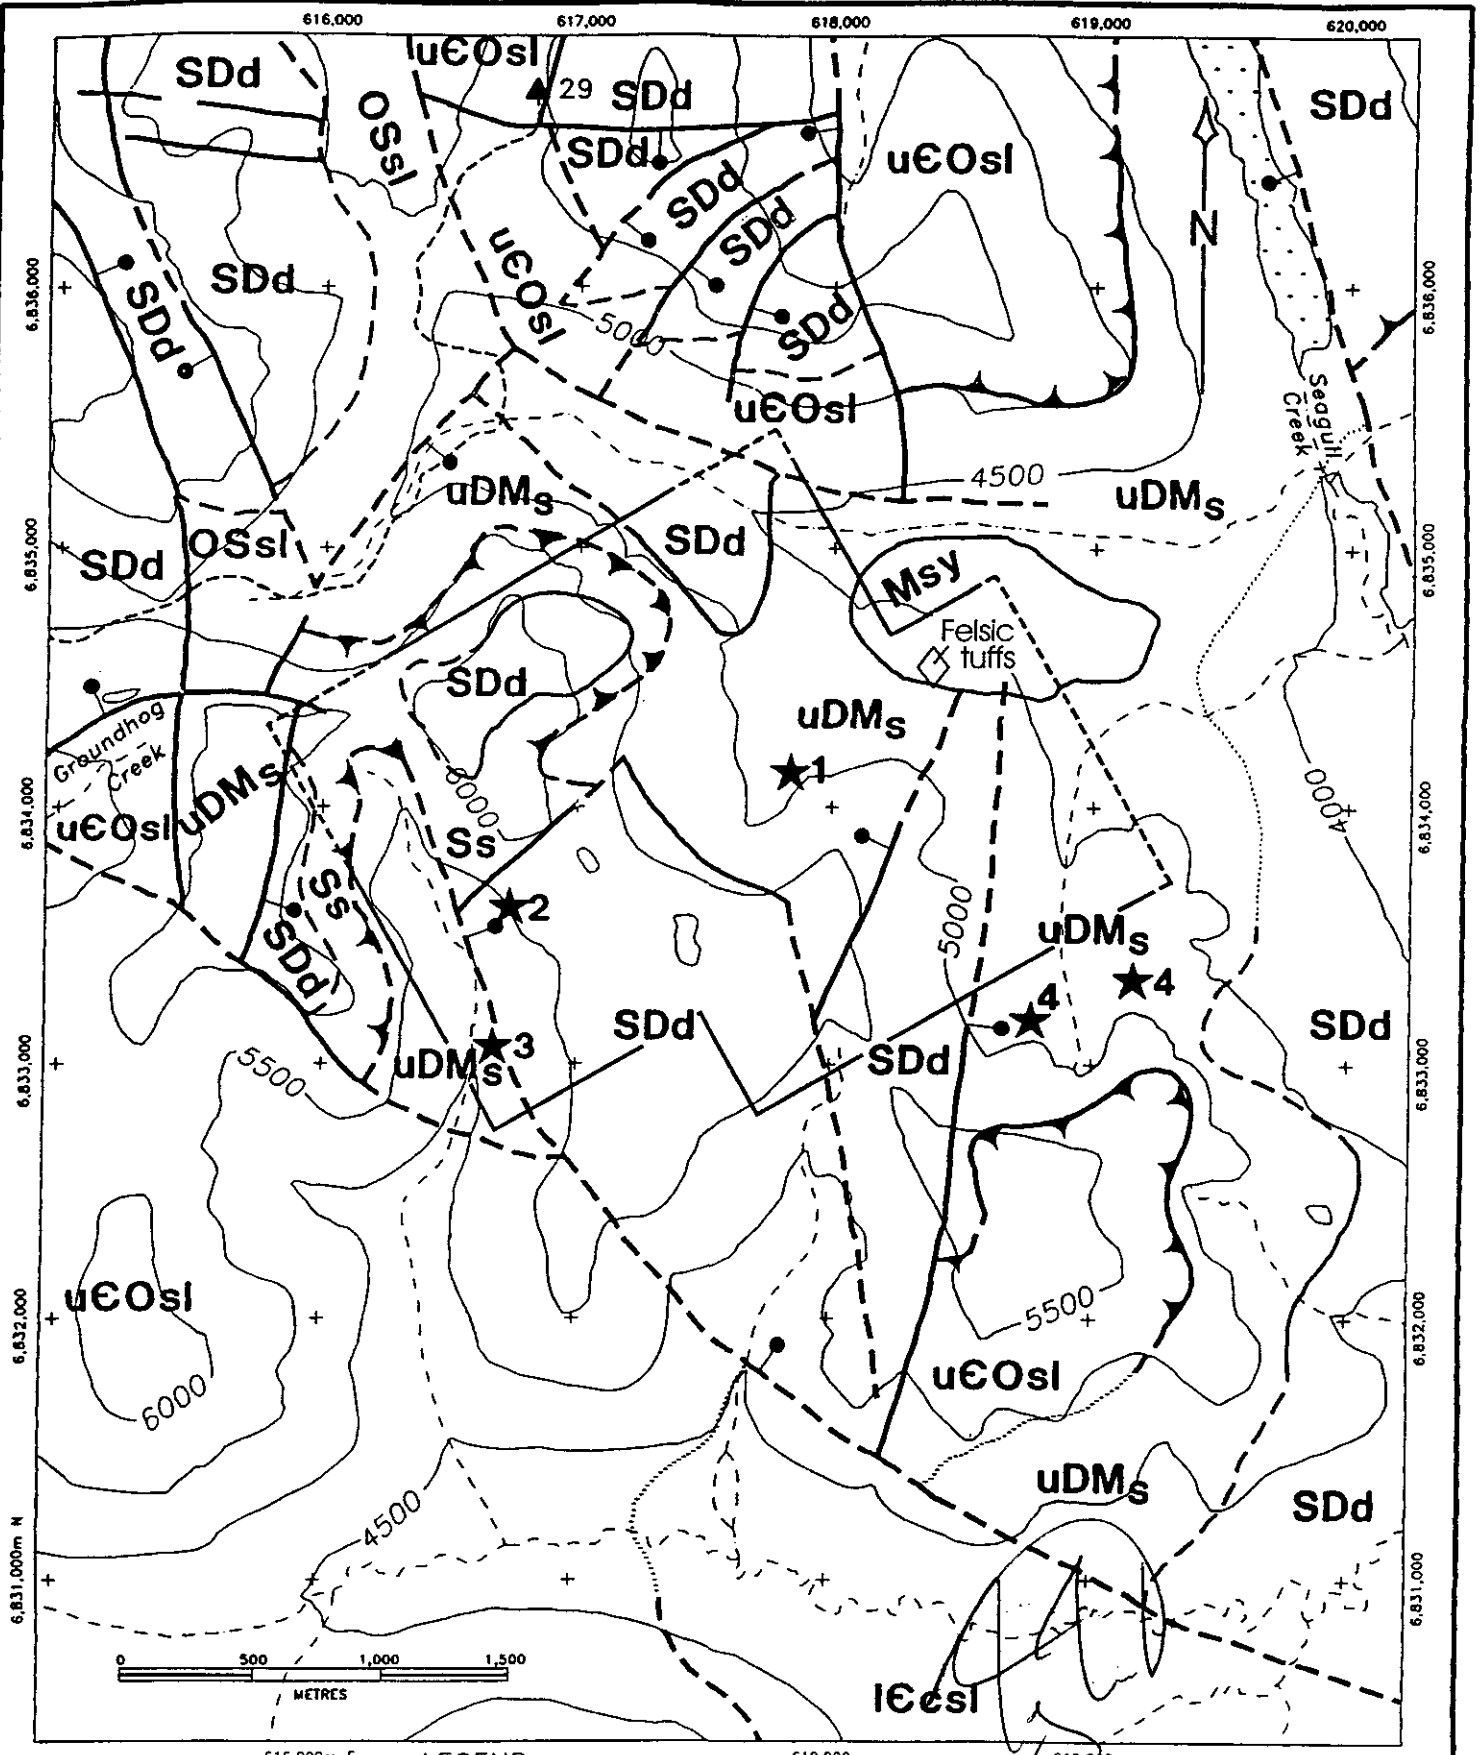 616,000 617,000 618,000 619,000 620,000
uЄOsl
SDd
29
SDd
SDd
OSsl
SDd
uЄOsl
SDd
SDd
N
uЄOsl
SDd
SDd
SDd
6,836,000
6,836,000
5000
SDd
uЄOsl
Seagull
Creek
4500
uDMs
uDMs
OSsl
SDd
SDd
6,835,000
6,835,000
Msy
Felsic
tuffs
SDd
uDMs
Groundhog
Creek
uDMs
1
6000
4000
6,834,000
6,834,000
uЄOsl
Ss
Ss
2
5000
uDMs
SDd
4
4
SDd
SDd
SDd
3
uDMs
5500
6,833,000
6,833,000
uЄOsl
5500
6,832,000
6,832,000
uЄOsl
6000
uDMs
SDd
4500
6,831,000m N
6,831,000
0 500 1,000 1,500
METRES
lЄcsl
LEGEND